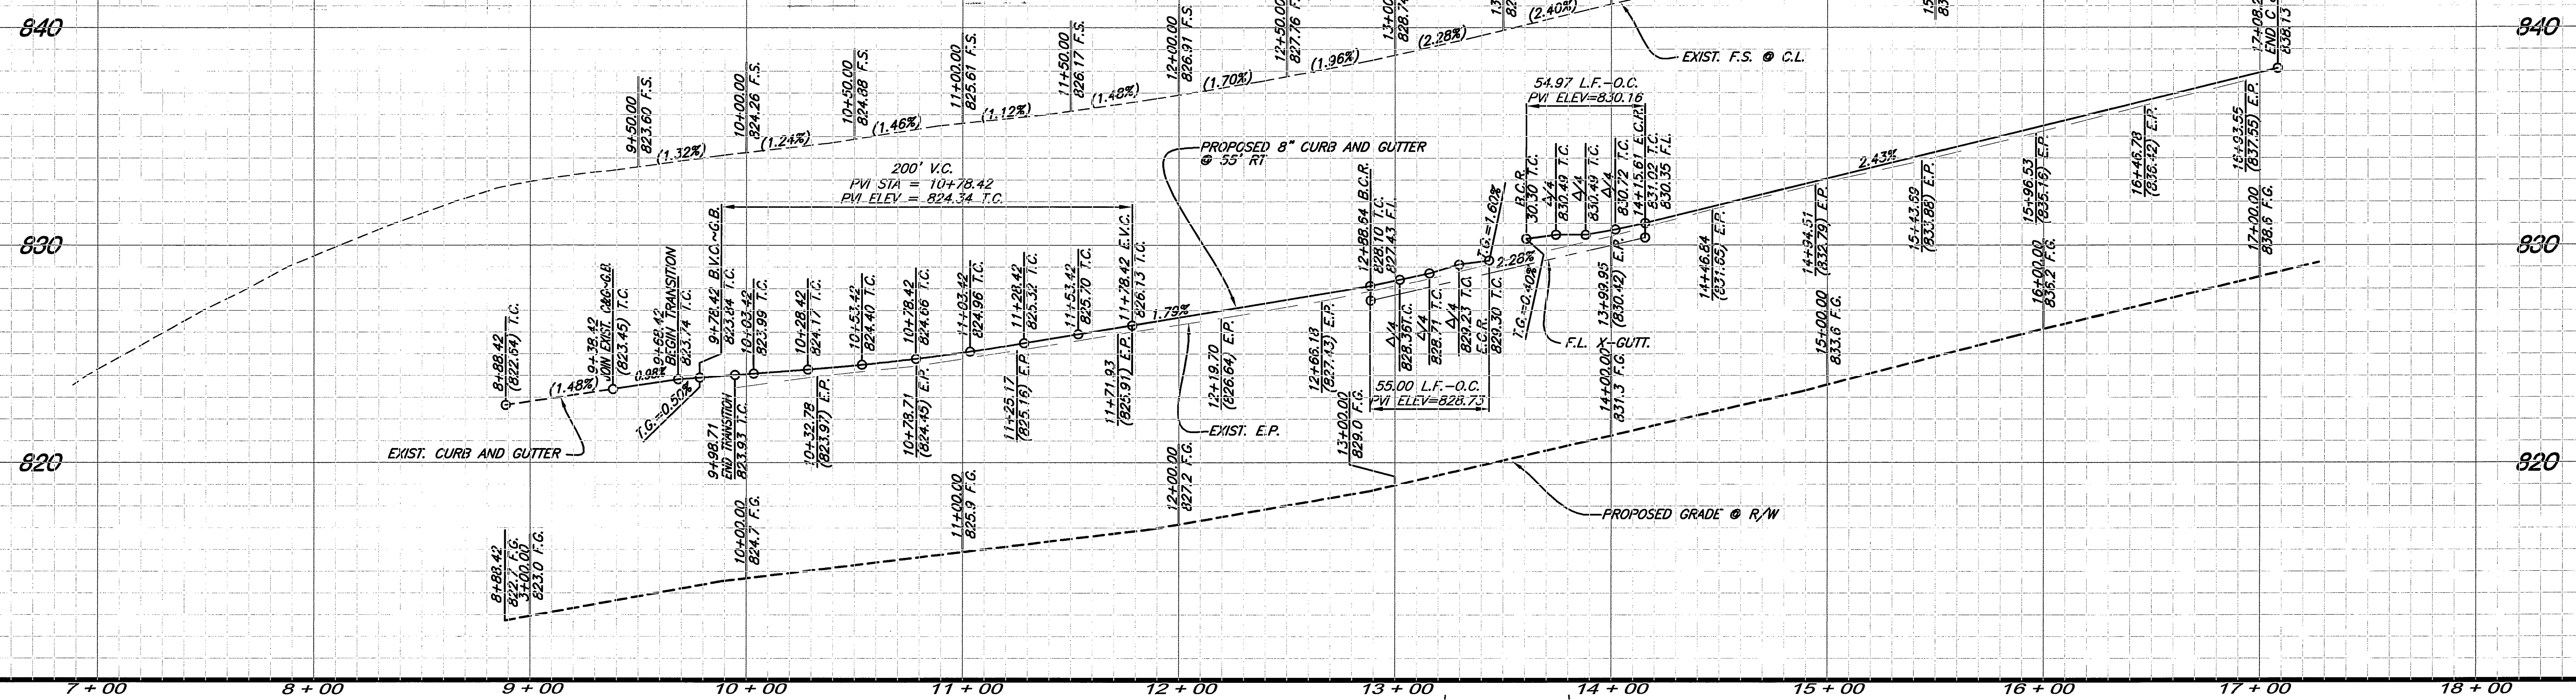 840
840
830
830
820
820
9+50.00
823.60 F.S.
(1.32%)
10+00.00
824.26 F.S.
(1.24%)
10+50.00
824.88 F.S.
(1.46%)
11+00.00
825.61 F.S.
(1.12%)
11+50.00
826.17 F.S.
(1.48%)
12+00.00
826.91 F.S.
(1.70%)
12+50.00
827.76
(1.96%)
13+00
828.74
(2.28%)
(2.40%)
EXIST. F.S. @ C.L.
17+08.2
END C
838.13
200' V.C.
PVI STA = 10+78.42
PVI ELEV = 824.34 T.C.
PROPOSED 8" CURB AND GUTTER
@ 55' RT
54.97 L.F.-O.C.
PVI ELEV=830.16
8+88.42
(822.64) T.C.
(1.48%)
9+38.42
JOIN EXIST. C&G~G.B.
(823.45) T.C.
0.98%
9+68.42
BEGIN TRANSITION
823.74 T.C.
T.G.=0.50%
9+78.42 B.V.C.~G.B.
823.84 T.C.
9+98.71
END TRANSITION
823.93 T.C.
10+03.42
823.99 T.C.
10+28.42
824.17 T.C.
10+32.78
(823.97) E.P.
10+53.42
824.40 T.C.
10+78.42
824.66 T.C.
10+78.71
(824.45) E.P.
11+03.42
824.96 T.C.
11+28.42
825.32 T.C.
11+25.17
(825.16) E.P.
11+53.42
825.70 T.C.
11+78.42 E.V.C.
826.13 T.C.
11+71.93
(825.91) E.P.
1.79%
12+19.70
(826.64) E.P.
EXIST. E.P.
EXIST. CURB AND GUTTER
12+66.18
(827.43) E.P.
12+88.64 B.C.R.
828.10 T.C.
827.43 F.L.
Δ/4
828.36T.C.
Δ/4
828.71 T.C.
Δ/4
829.23 T.C.
E.C.R.
829.30 T.C.
55.00 L.F.-O.C.
PVI ELEV=828.73
T.G.=1.60%
T.G.=0.40%
2.28%
F.L. X-GUTT.
B.C.R.
30.30 T.C.
Δ/4
830.49 T.C.
Δ/4
830.49 T.C.
Δ/4
830.72 T.C.
14+15.61 E.C.R.
831.02 T.C.
830.35 F.L.
13+99.95
(830.42) E.P.
14+46.84
(831.65) E.P.
14+94.51
(832.79) E.P.
2.43%
15+43.69
(833.88) E.P.
15+96.53
(835.16) E.P.
16+46.78
(836.42) E.P.
16+93.55
(837.55) E.P.
8+88.42
822.7 F.G.
823.0 F.G.
10+00.00
824.7 F.G.
11+00.00
825.9 F.G.
12+00.00
827.2 F.G.
13+00.00
829.0 F.G.
14+00.00
831.3 F.G.
15+00.00
833.6 F.G.
16+00.00
836.2 F.G.
17+00.00
838.6 F.G.
PROPOSED GRADE @ R/W
7+00
8+00
9+00
10+00
11+00
12+00
13+00
14+00
15+00
16+00
17+00
18+00